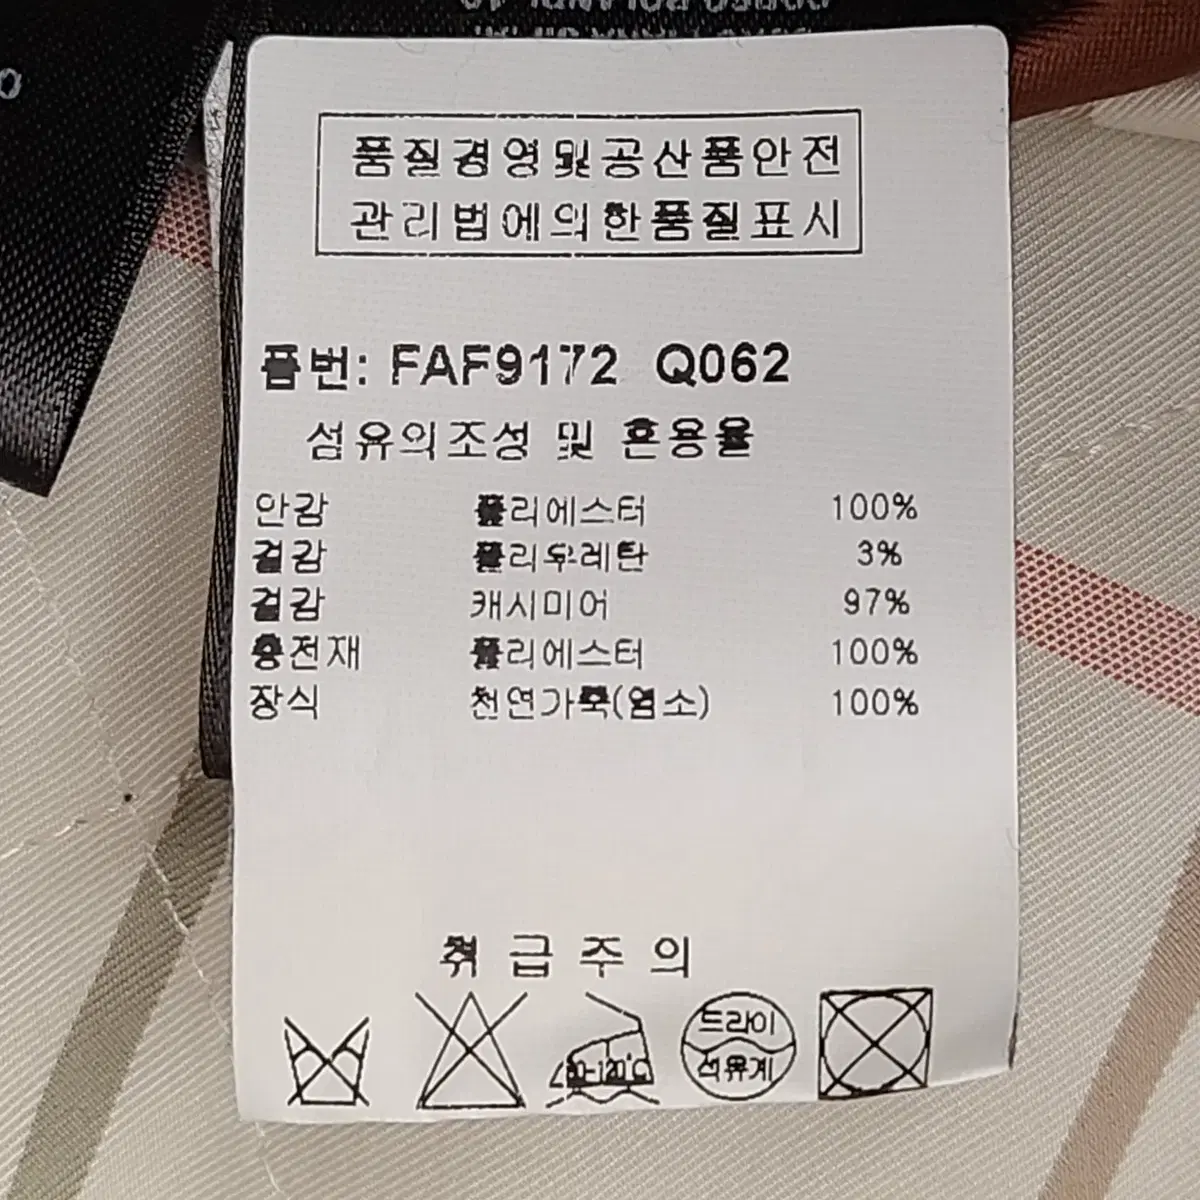 품질경영및공산품안전
관리법에의한품질표시
품번: FAF9172 Q062
섬유의조성 및 혼용율
안감 폴리에스터 100%
겉감 폴리우레탄 3%
겉감 캐시미어 97%
충전재 폴리에스터 100%
장식 천연가죽(염소) 100%
취급주의
80-120℃
드라이
석유계